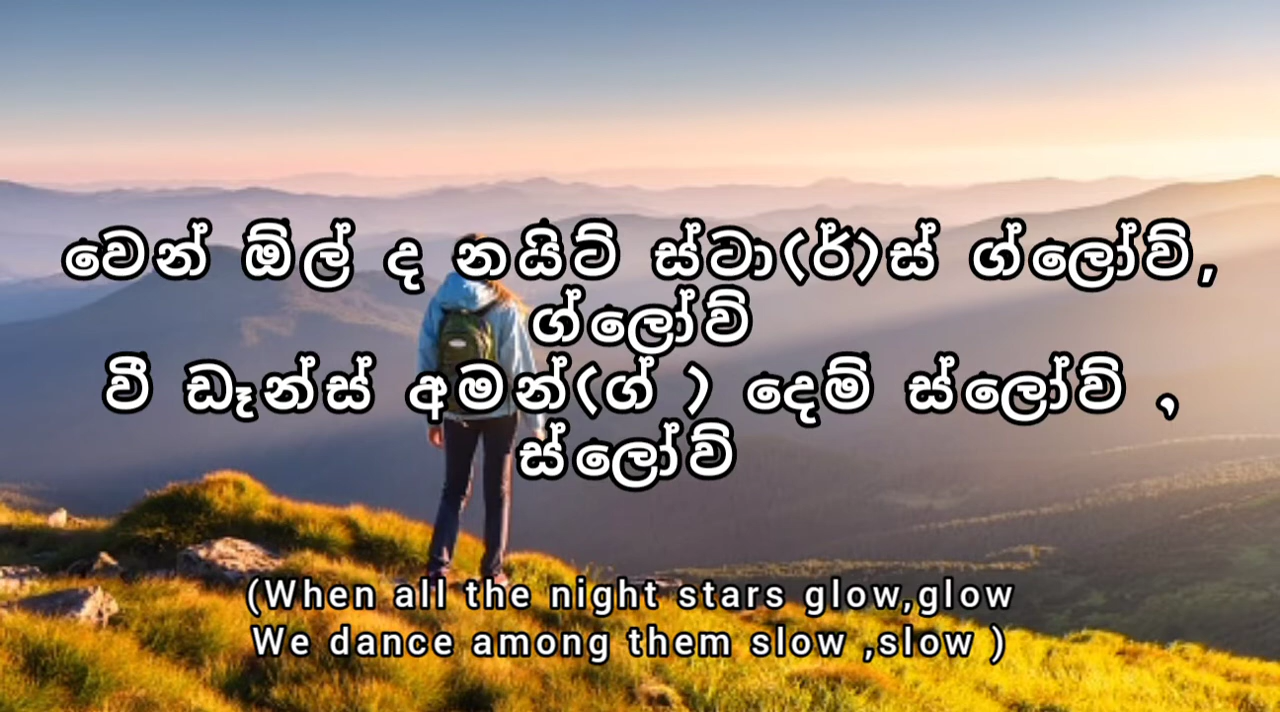 වෙන් ඕල් ද නයිට් ස්ටා(ර්)ස් ග්ලෝව්,
ග්ලෝව්
වී ඩෑන්ස් අමන්(ග් ) දෙම් ස්ලෝව් ,
ස්ලෝව්
(When all the night stars glow,glow
We dance among them slow ,slow )